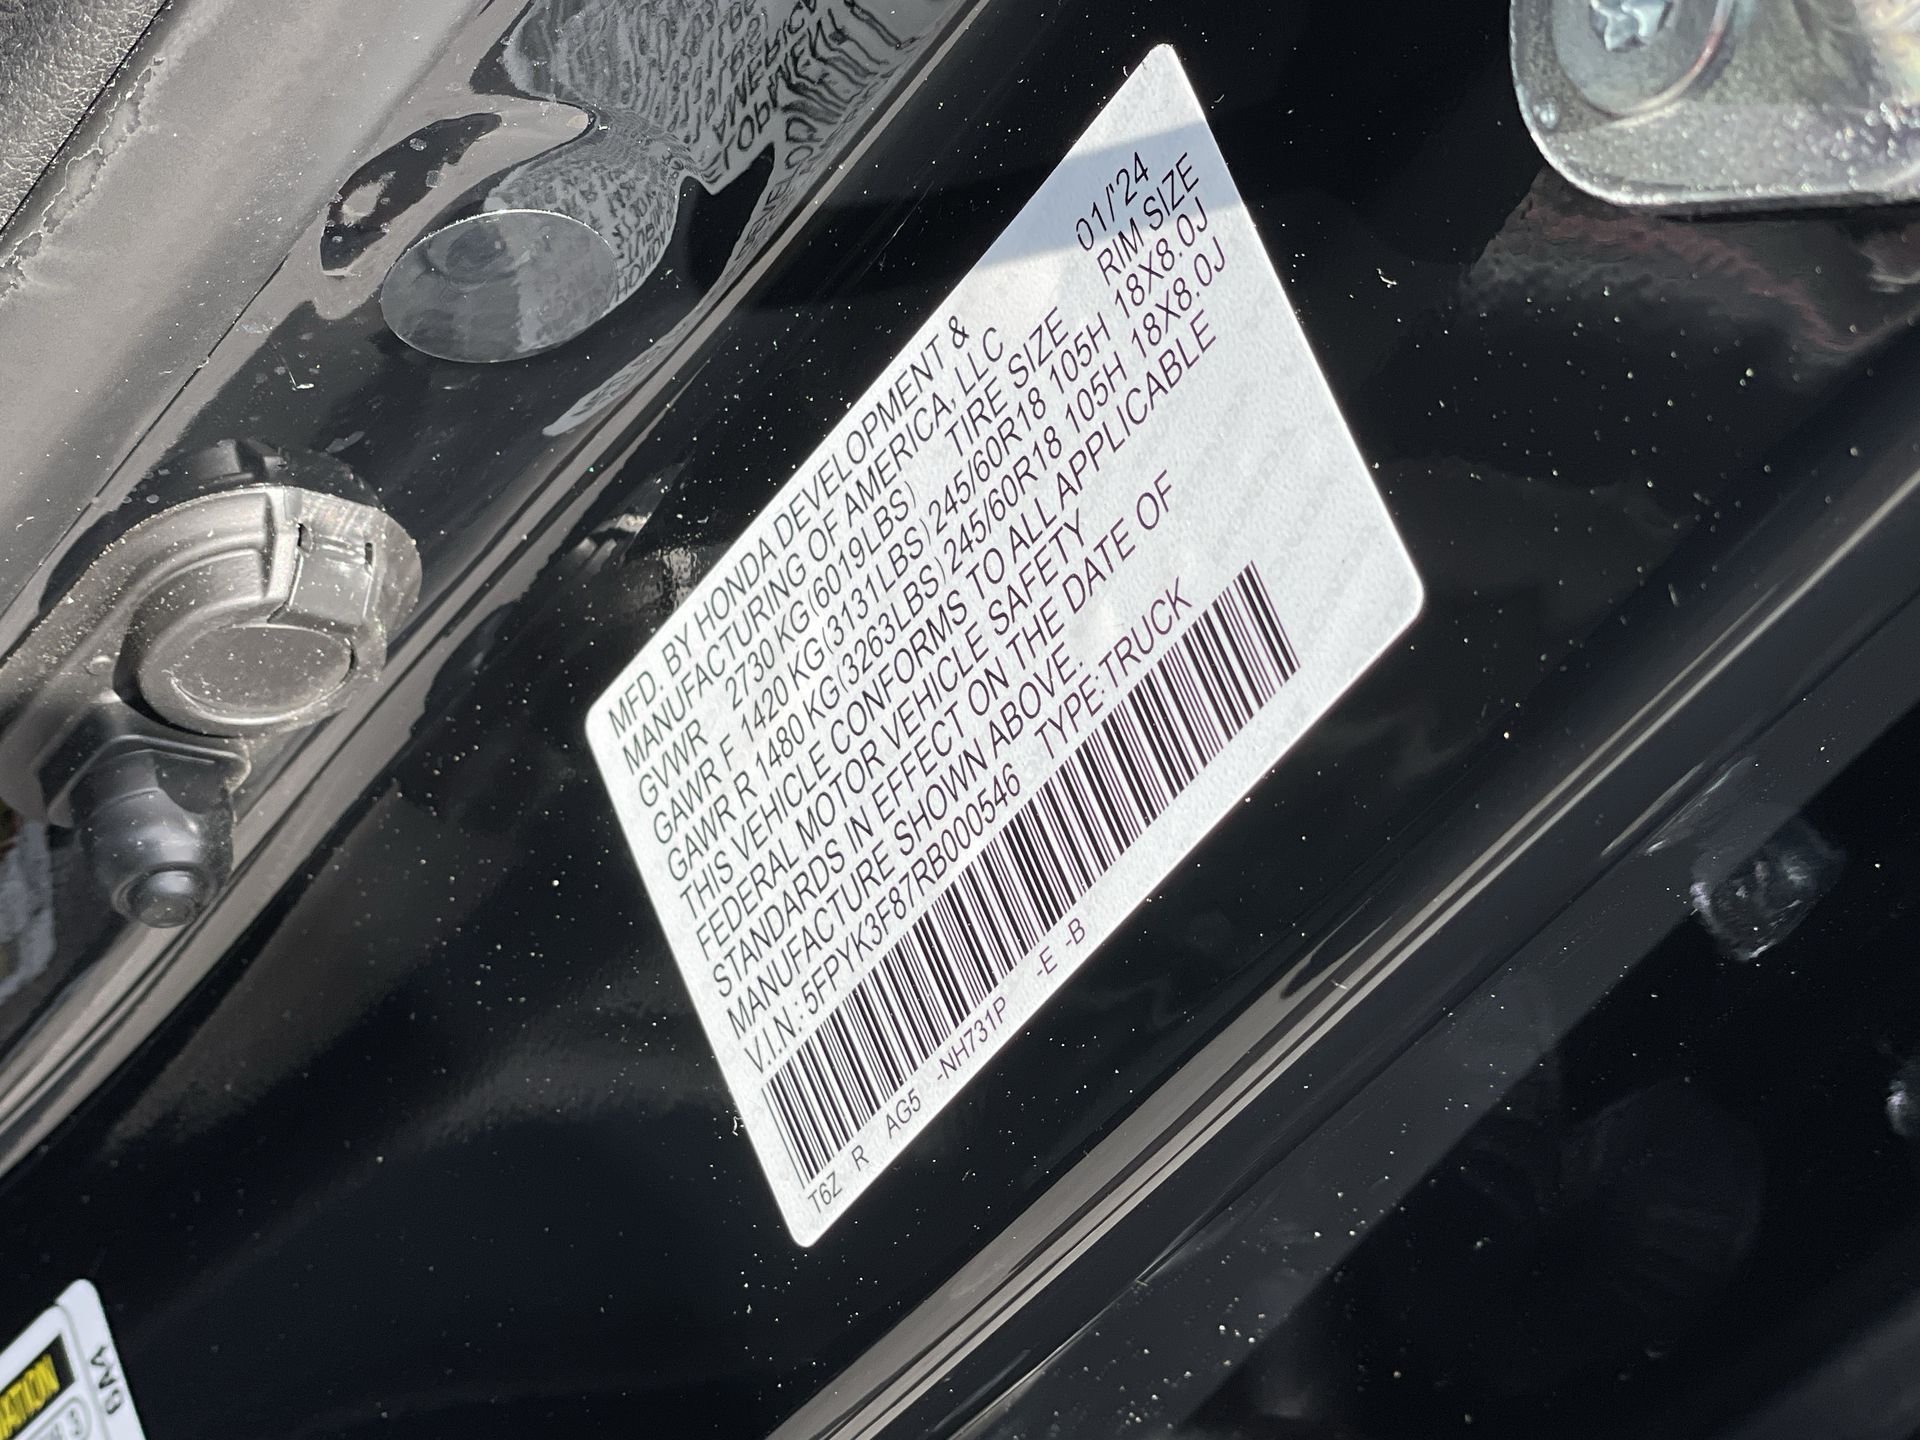 MFD. BY HONDA DEVELOPMENT & 01/'24
MANUFACTURING OF AMERICA, LLC RIM SIZE
GVWR 2730 KG(6019LBS) TIRE SIZE
GAWR F 1420 KG(3131LBS) 245/60R18 105H 18X8.0J
GAWR R 1480 KG(3263LBS) 245/60R18 105H 18X8.0J
THIS VEHICLE CONFORMS TO ALL APPLICABLE
FEDERAL MOTOR VEHICLE SAFETY
STANDARDS IN EFFECT ON THE DATE OF
MANUFACTURE SHOWN ABOVE.
V.I.N.: 5FPYK3F87RB000546 TYPE: TRUCK
T6Z R AG5 -NH731P -E -B
6A4